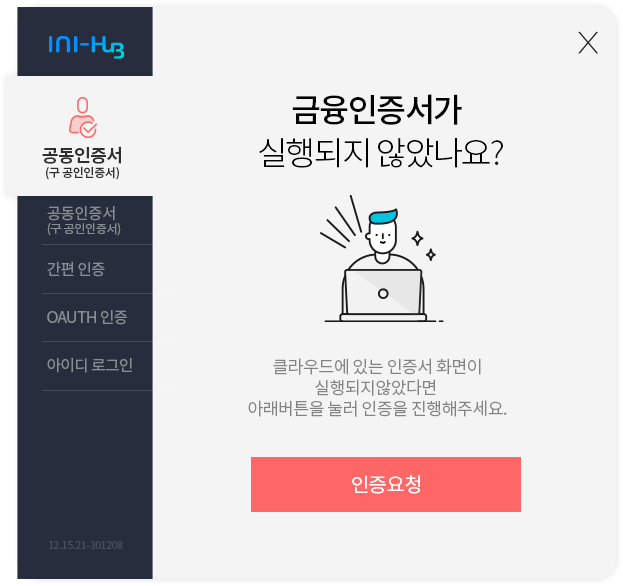 INI-HUB
공동인증서
(구 공인인증서)
공동인증서
(구 공인인증서)
간편 인증
OAUTH 인증
아이디 로그인
12.15.21-301208
X
금융인증서가
실행되지 않았나요?
클라우드에 있는 인증서 화면이
실행되지않았다면
아래버튼을 눌러 인증을 진행해주세요.
인증요청